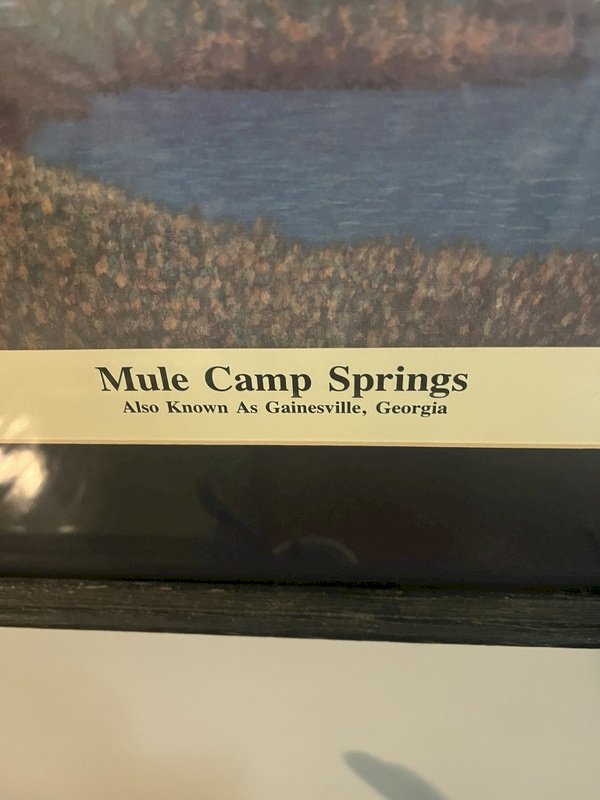 Mule Camp Springs
Also Known As Gainesville, Georgia